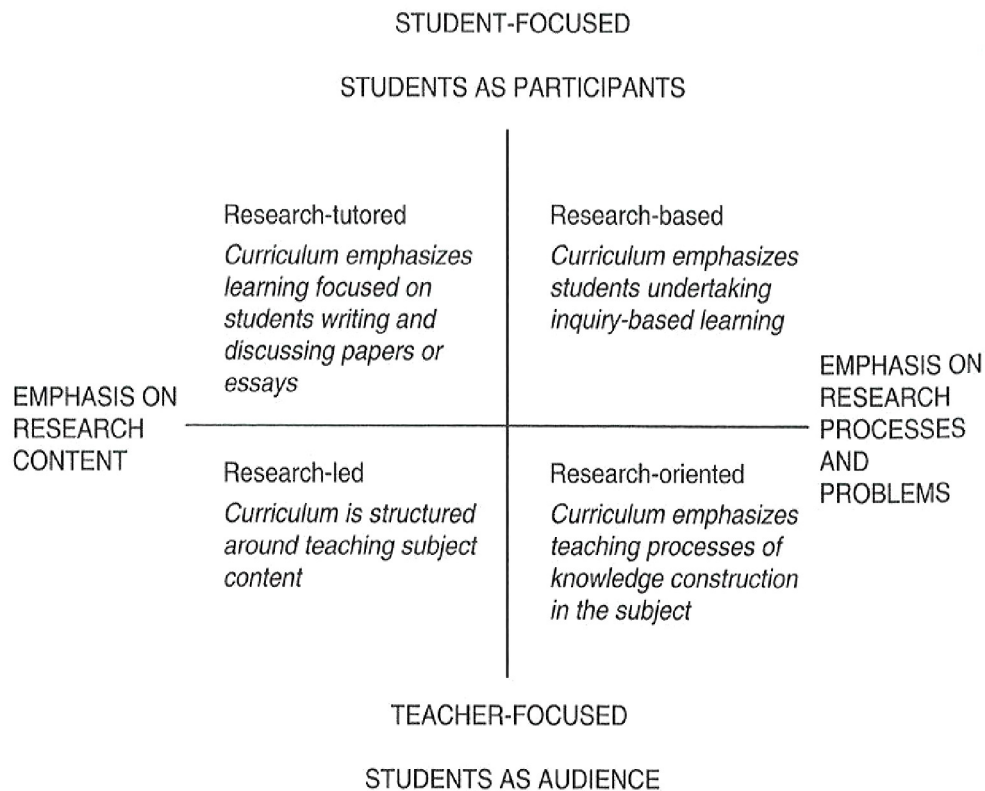 STUDENT-FOCUSED
STUDENTS AS PARTICIPANTS
Research-tutored
Curriculum emphasizes
learning focused on
students writing and
discussing papers or
essays
Research-based
Curriculum emphasizes
students undertaking
inquiry-based learning
EMPHASIS ON
RESEARCH
CONTENT
EMPHASIS ON
RESEARCH
PROCESSES
AND
PROBLEMS
Research-led
Curriculum is structured
around teaching subject
content
Research-oriented
Curriculum emphasizes
teaching processes of
knowledge construction
in the subject
TEACHER-FOCUSED
STUDENTS AS AUDIENCE